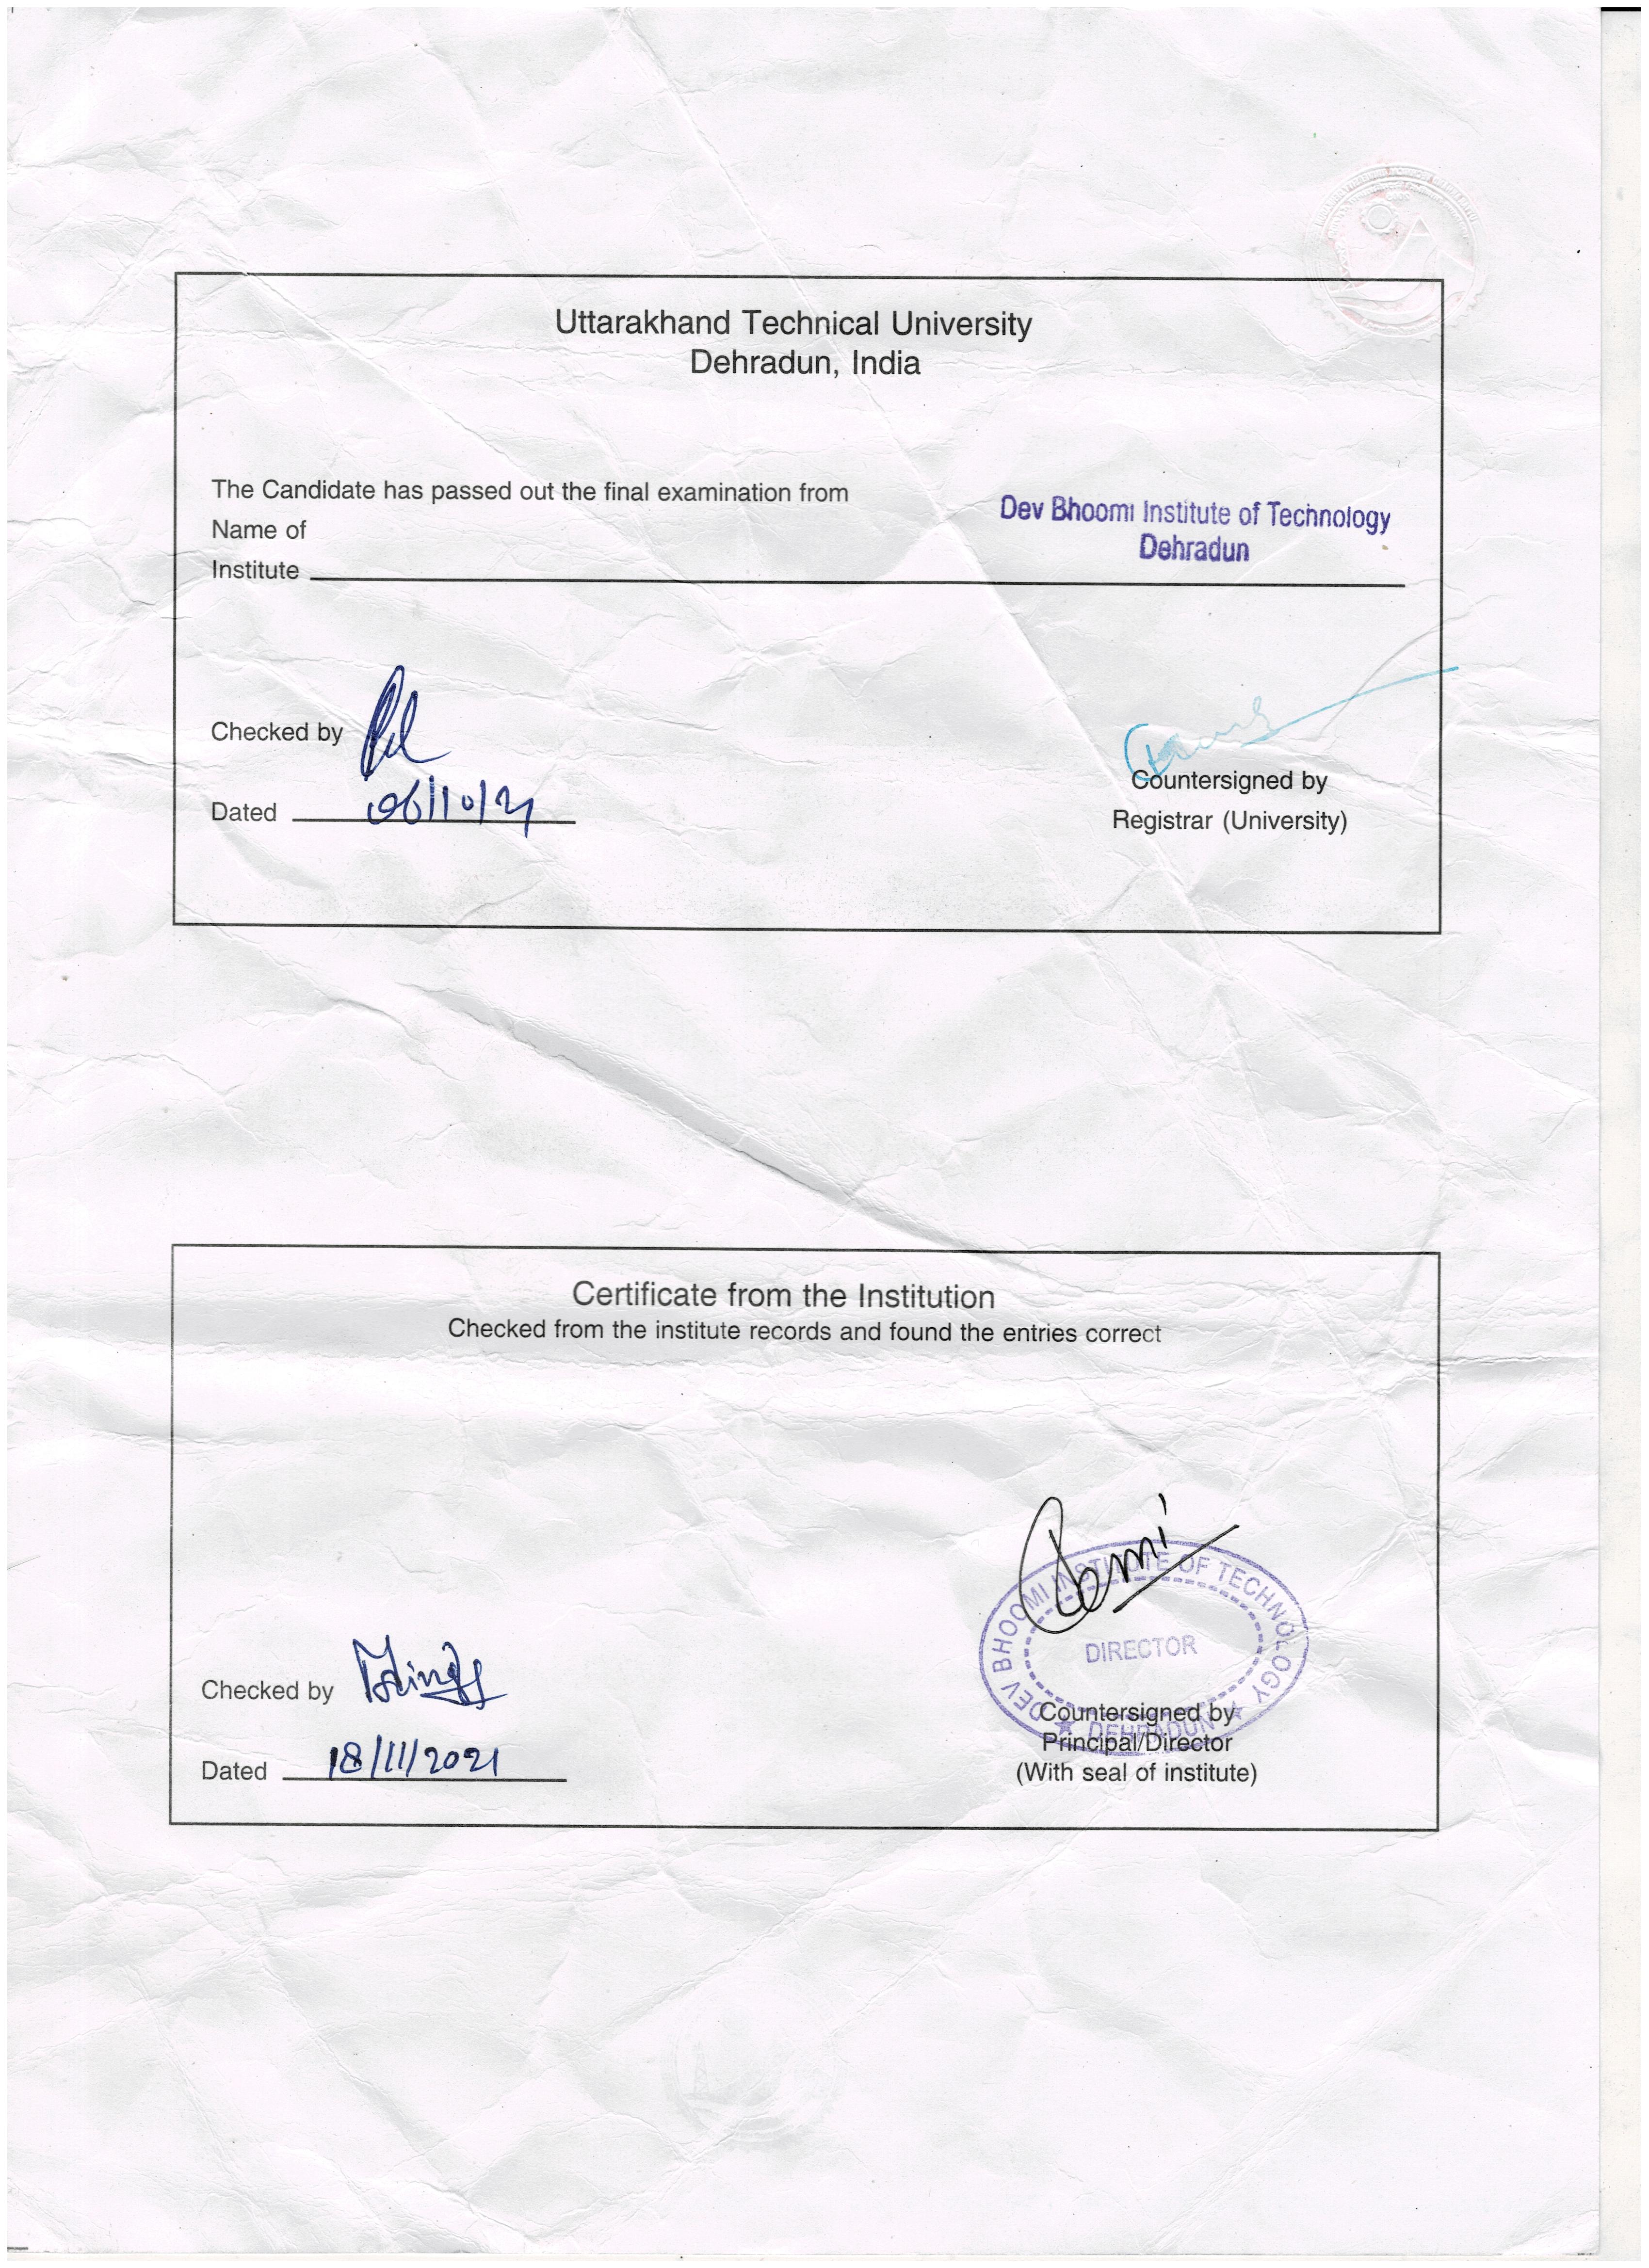 Uttarakhand Technical University
Dehradun, India
The Candidate has passed out the final examination from
Name of
Institute
Dev Bhoomi Institute of Technology
Dehradun
Checked by
Dated 06/10/21
Countersigned by
Registrar (University)
Certificate from the Institution
Checked from the institute records and found the entries correct
DEV BHOOMI INSTITUTE OF TECHNOLOGY
DIRECTOR
★ DEHRADUN ★
Checked by
Dated 18/11/2021
Countersigned by
Principal/Director
(With seal of institute)